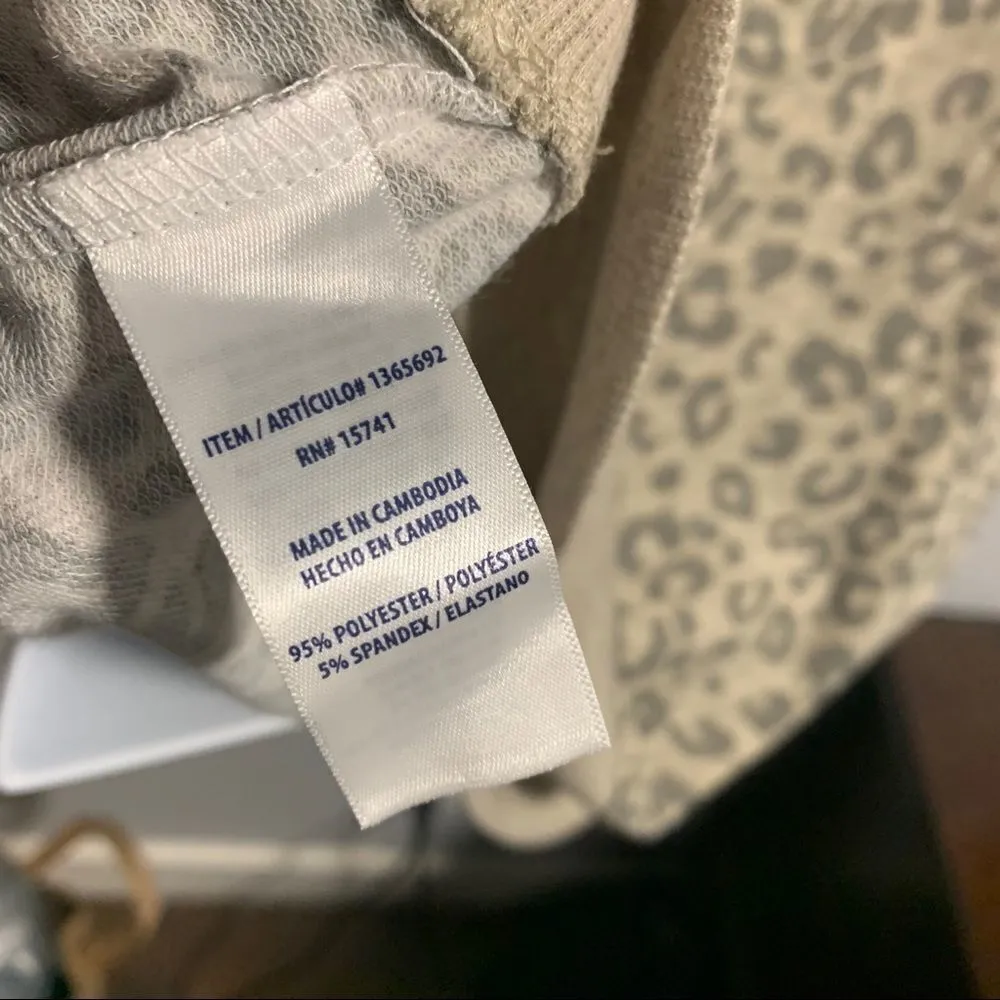 ITEM / ARTÍCULO# 1365692
RN# 15741
MADE IN CAMBODIA
HECHO EN CAMBOYA
95% POLYESTER / POLYÉSTER
5% SPANDEX / ELASTANO